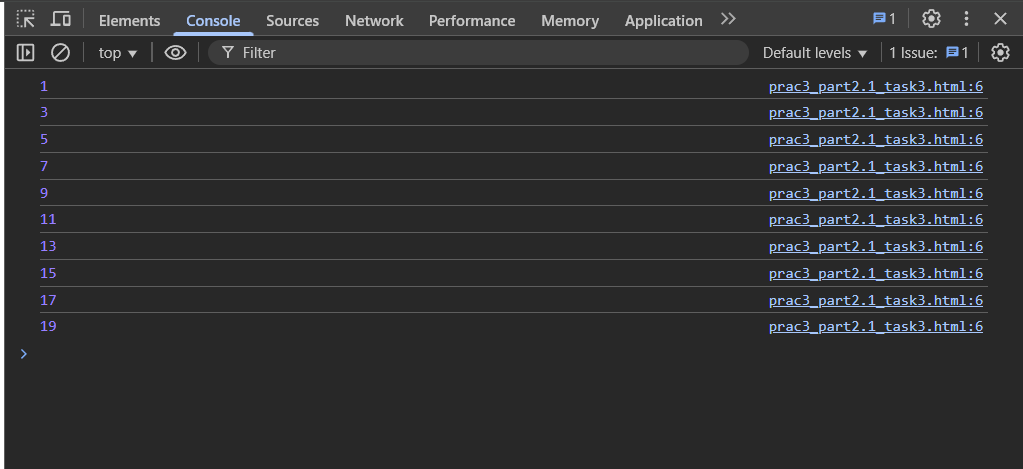 Elements Console Sources Network Performance Memory Application 1
top Filter Default levels 1 Issue: 1
1 prac3_part2.1_task3.html:6
3 prac3_part2.1_task3.html:6
5 prac3_part2.1_task3.html:6
7 prac3_part2.1_task3.html:6
9 prac3_part2.1_task3.html:6
11 prac3_part2.1_task3.html:6
13 prac3_part2.1_task3.html:6
15 prac3_part2.1_task3.html:6
17 prac3_part2.1_task3.html:6
19 prac3_part2.1_task3.html:6